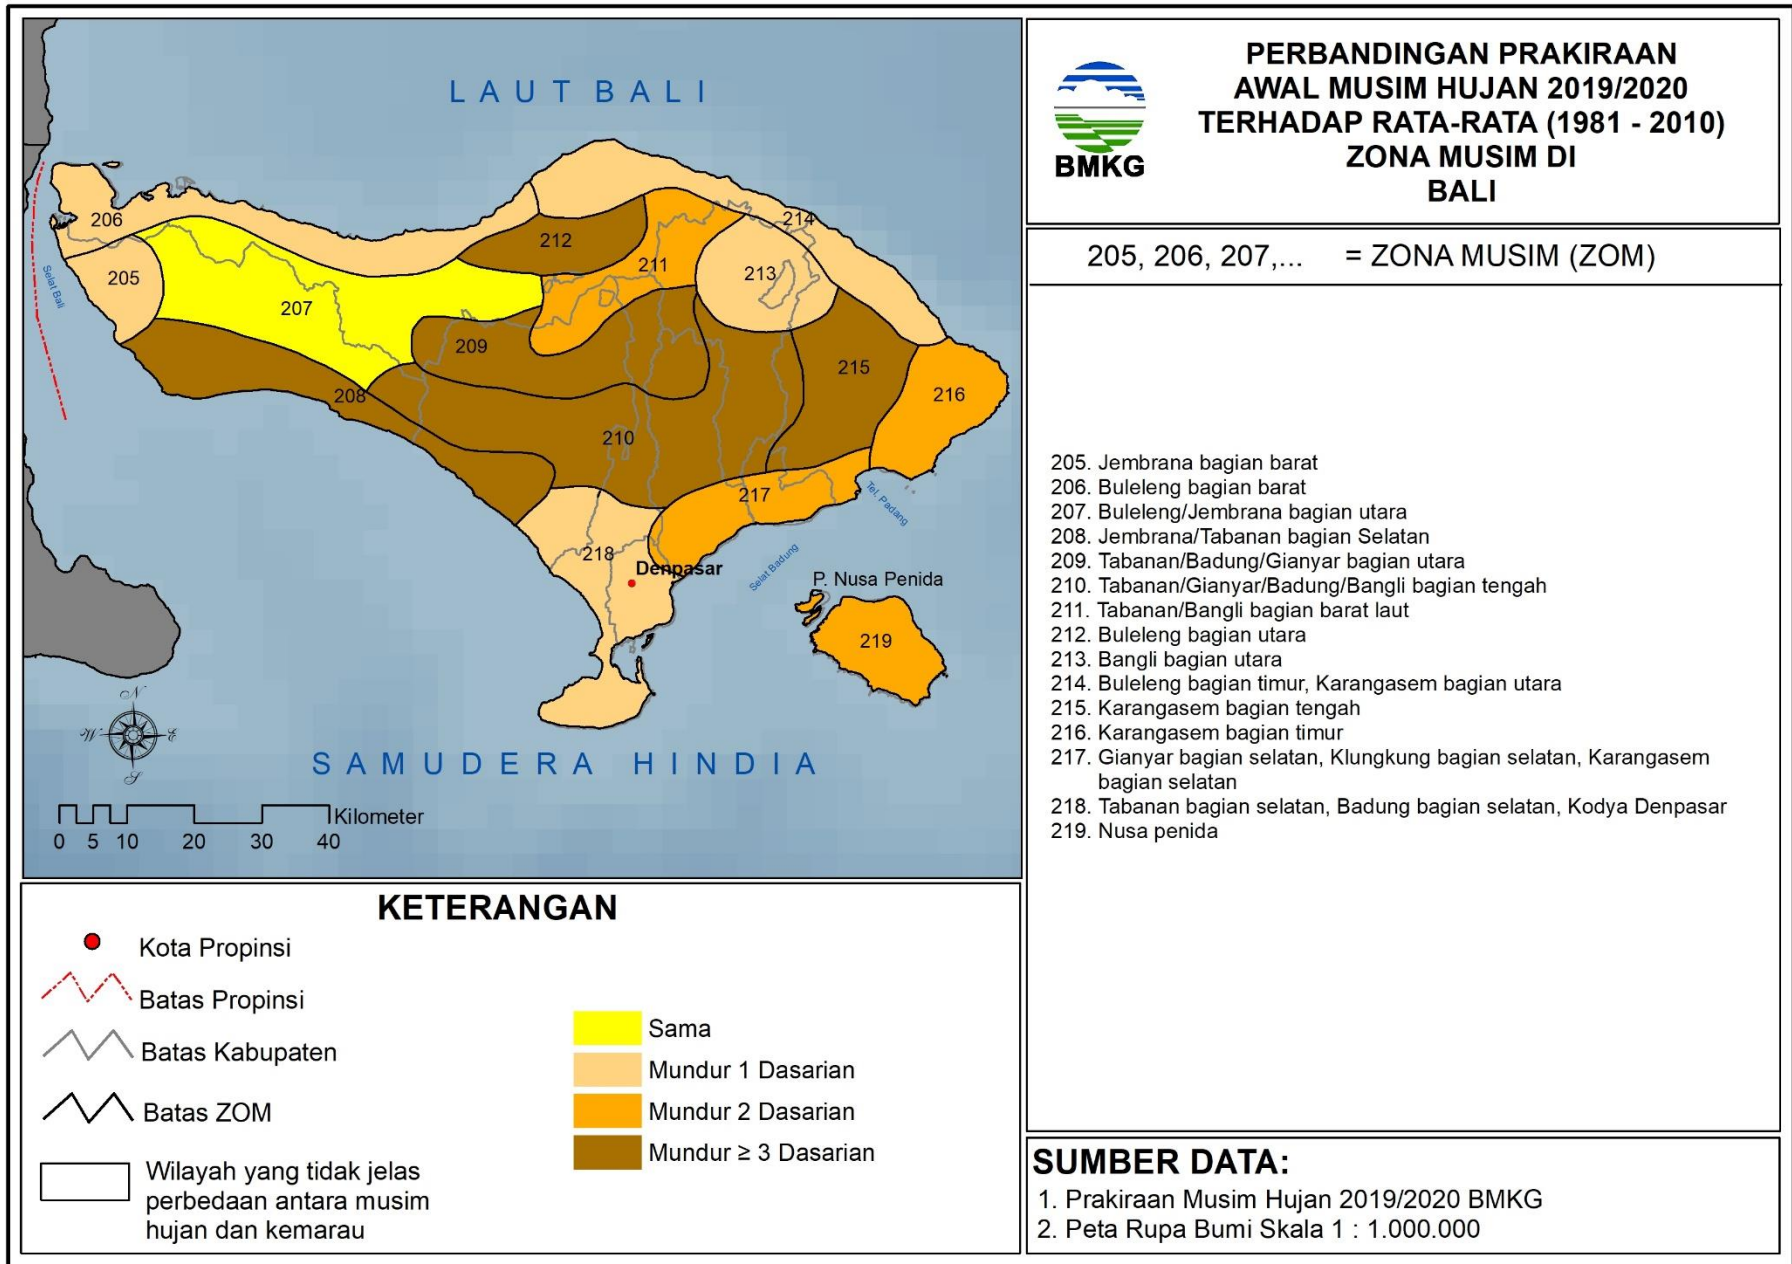 LAUT BALI
206
205
207
208
209
210
211
212
213
214
215
216
217
218
219
Selat Bali
Denpasar
Selat Badung
Tel. Padang
P. Nusa Penida
SAMUDERA HINDIA
N
W
E
S
Kilometer
0 5 10 20 30 40
BMKG
PERBANDINGAN PRAKIRAAN
AWAL MUSIM HUJAN 2019/2020
TERHADAP RATA-RATA (1981 - 2010)
ZONA MUSIM DI
BALI
205, 206, 207,... = ZONA MUSIM (ZOM)
205. Jembrana bagian barat
206. Buleleng bagian barat
207. Buleleng/Jembrana bagian utara
208. Jembrana/Tabanan bagian Selatan
209. Tabanan/Badung/Gianyar bagian utara
210. Tabanan/Gianyar/Badung/Bangli bagian tengah
211. Tabanan/Bangli bagian barat laut
212. Buleleng bagian utara
213. Bangli bagian utara
214. Buleleng bagian timur, Karangasem bagian utara
215. Karangasem bagian tengah
216. Karangasem bagian timur
217. Gianyar bagian selatan, Klungkung bagian selatan, Karangasem
bagian selatan
218. Tabanan bagian selatan, Badung bagian selatan, Kodya Denpasar
219. Nusa penida
KETERANGAN
Kota Propinsi
Batas Propinsi
Batas Kabupaten
Batas ZOM
Wilayah yang tidak jelas
perbedaan antara musim
hujan dan kemarau
Sama
Mundur 1 Dasarian
Mundur 2 Dasarian
Mundur ≥ 3 Dasarian
SUMBER DATA:
1. Prakiraan Musim Hujan 2019/2020 BMKG
2. Peta Rupa Bumi Skala 1 : 1.000.000